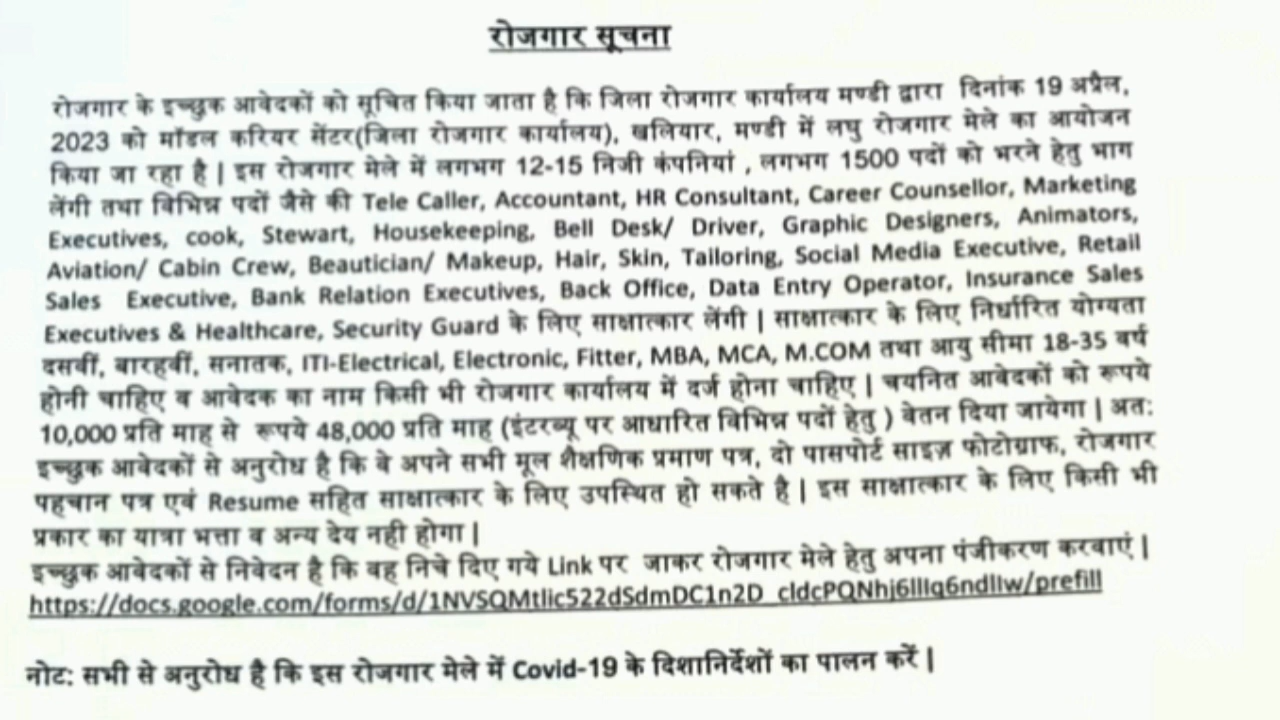 रोजगार सूचना
रोजगार के इच्छुक आवेदकों को सूचित किया जाता है कि जिला रोजगार कार्यालय मण्डी द्वारा दिनांक 19 अप्रैल,
2023 को मॉडल करियर सेंटर(जिला रोजगार कार्यालय), खलियार, मण्डी में लघु रोजगार मेले का आयोजन
किया जा रहा है | इस रोजगार मेले में लगभग 12-15 निजी कंपनियां , लगभग 1500 पदों को भरने हेतु भाग
लेंगी तथा विभिन्न पदों जैसे की Tele Caller, Accountant, HR Consultant, Career Counsellor, Marketing
Executives, cook, Stewart, Housekeeping, Bell Desk/ Driver, Graphic Designers, Animators,
Aviation/ Cabin Crew, Beautician/ Makeup, Hair, Skin, Tailoring, Social Media Executive, Retail
Sales Executive, Bank Relation Executives, Back Office, Data Entry Operator, Insurance Sales
Executives & Healthcare, Security Guard के लिए साक्षात्कार लेंगी | साक्षात्कार के लिए निर्धारित योग्यता
दसवीं, बारहवीं, सनातक, ITI-Electrical, Electronic, Fitter, MBA, MCA, M.COM तथा आयु सीमा 18-35 वर्ष
होनी चाहिए व आवेदक का नाम किसी भी रोजगार कार्यालय में दर्ज होना चाहिए | चयनित आवेदकों को रूपये
10,000 प्रति माह से रूपये 48,000 प्रति माह (इंटरव्यू पर आधारित विभिन्न पदों हेतु ) वेतन दिया जायेगा | अत:
इच्छुक आवेदकों से अनुरोध है कि वे अपने सभी मूल शैक्षणिक प्रमाण पत्र, दो पासपोर्ट साइज़ फोटोग्राफ, रोजगार
पहचान पत्र एवं Resume सहित साक्षात्कार के लिए उपस्थित हो सकते है | इस साक्षात्कार के लिए किसी भी
प्रकार का यात्रा भत्ता व अन्य देय नही होगा |
इच्छुक आवेदकों से निवेदन है कि वह निचे दिए गये Link पर जाकर रोजगार मेले हेतु अपना पंजीकरण करवाएं |
नोट: सभी से अनुरोध है कि इस रोजगार मेले में Covid-19 के दिशानिर्देशों का पालन करें |